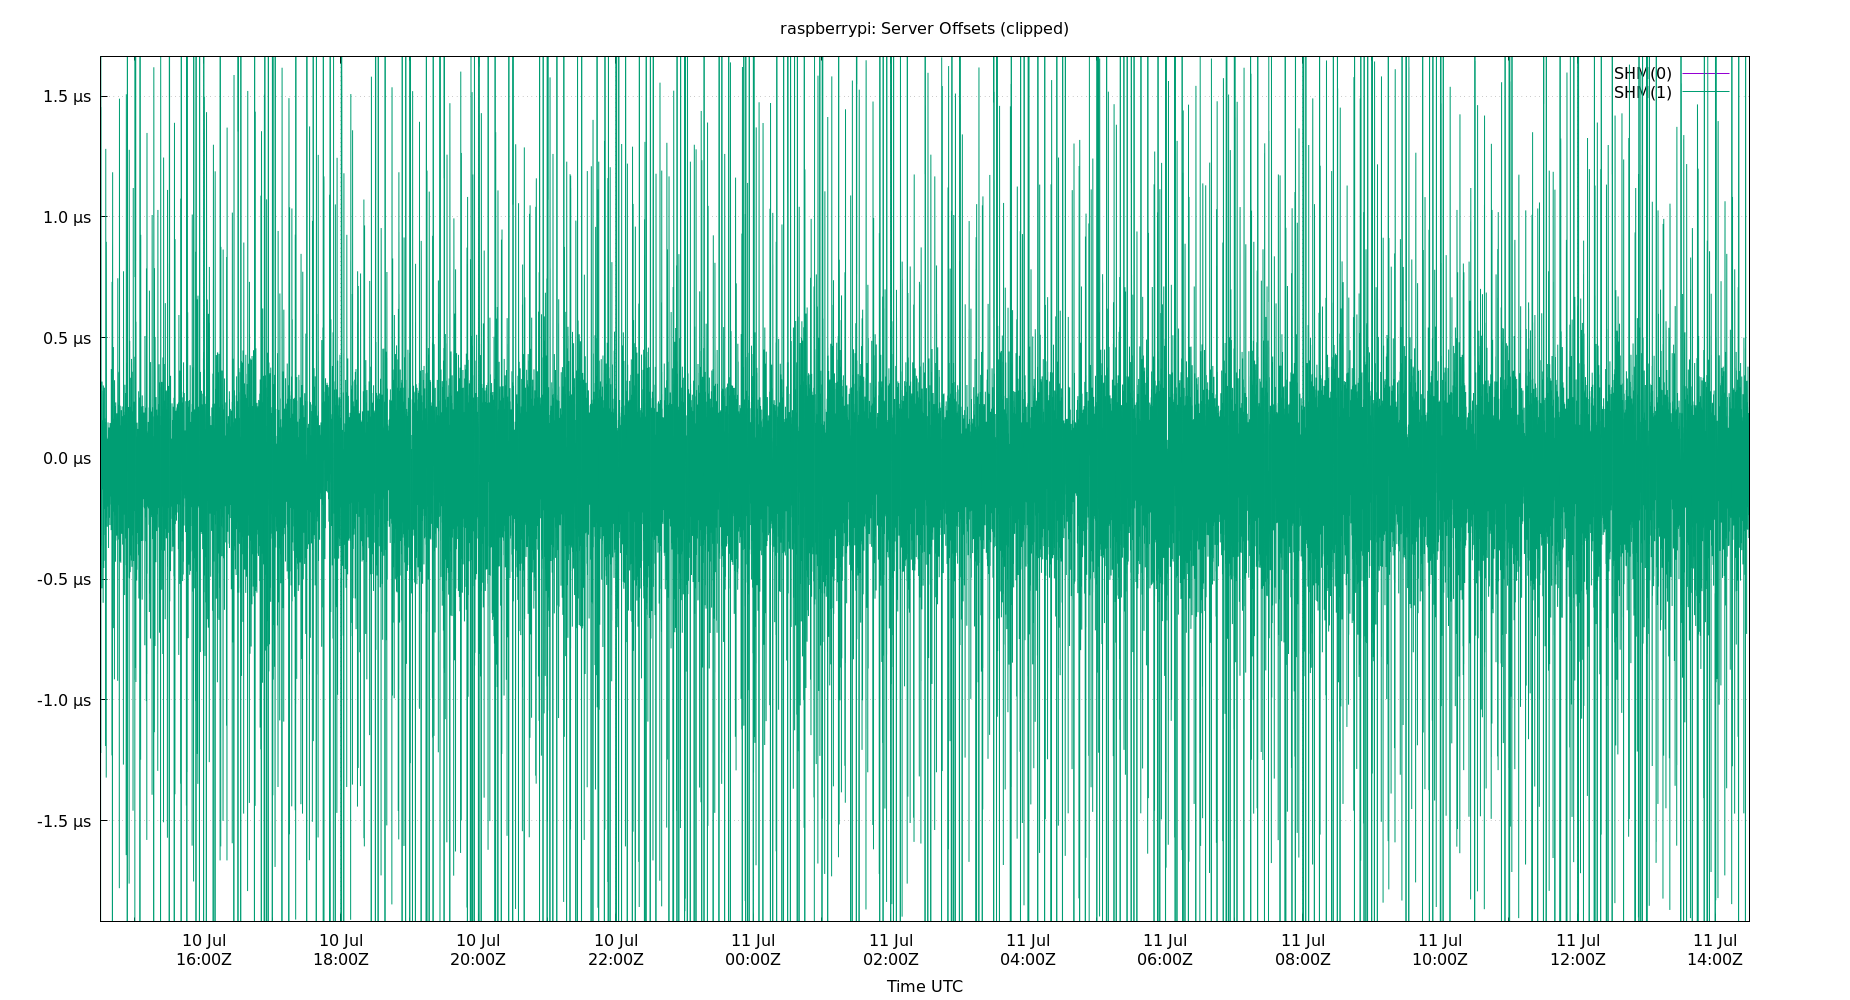 raspberrypi: Server Offsets (clipped)
SHM(0)
SHM(1)
1.5 µs
1.0 µs
0.5 µs
0.0 µs
-0.5 µs
-1.0 µs
-1.5 µs
10 Jul 10 Jul 10 Jul 10 Jul 11 Jul 11 Jul 11 Jul 11 Jul 11 Jul 11 Jul 11 Jul 11 Jul
16:00Z 18:00Z 20:00Z 22:00Z 00:00Z 02:00Z 04:00Z 06:00Z 08:00Z 10:00Z 12:00Z 14:00Z
Time UTC